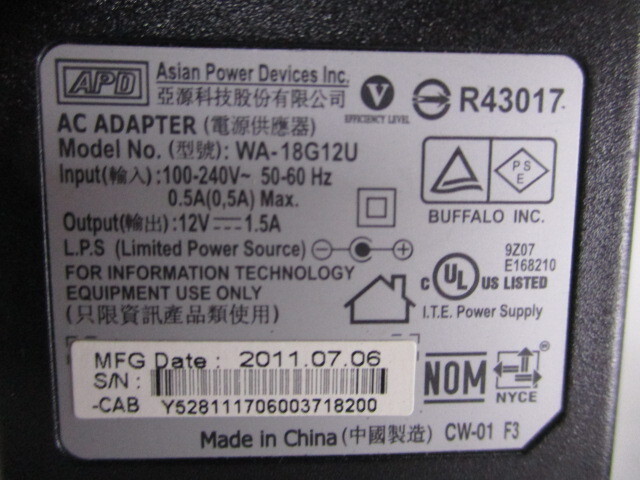 APD
Asian Power Devices Inc.
亞源科技股份有限公司
V
EFFICIENCY LEVEL
R43017
AC ADAPTER (電源供應器)
Model No. (型號): WA-18G12U
Input(輸入):100-240V~ 50-60 Hz
0.5A(0,5A) Max.
Output(輸出):12V⎓1.5A
L.P.S (Limited Power Source)
FOR INFORMATION TECHNOLOGY
EQUIPMENT USE ONLY
(只限資訊產品類使用)
PS
E
BUFFALO INC.
9Z07
E168210
c UL US LISTED
I.T.E. Power Supply
MFG Date : 2011.07.06
S/N :
-CAB Y528111706003718200
NOM
NYCE
Made in China (中國製造) CW-01 F3